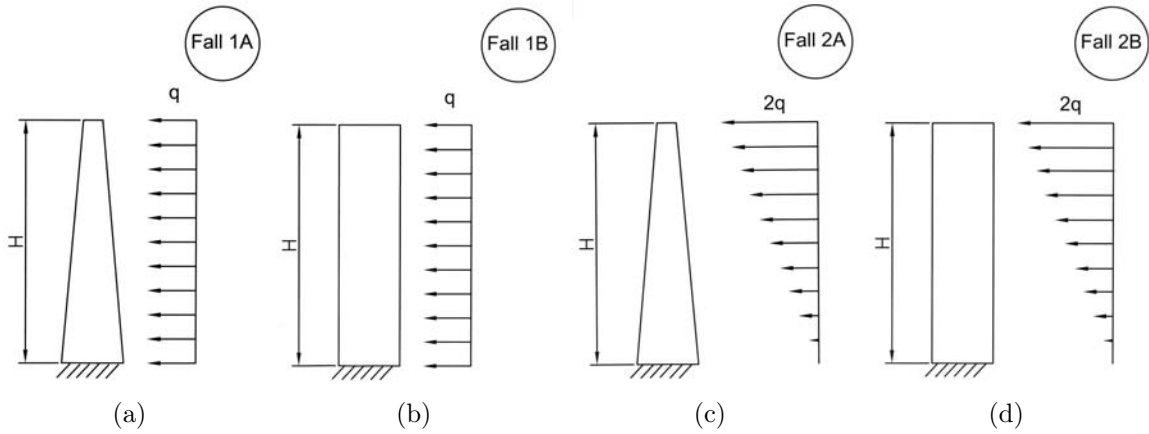 Fall 1A
Fall 1B
Fall 2A
Fall 2B
q
q
2q
2q
H
H
H
H
(a)
(b)
(c)
(d)